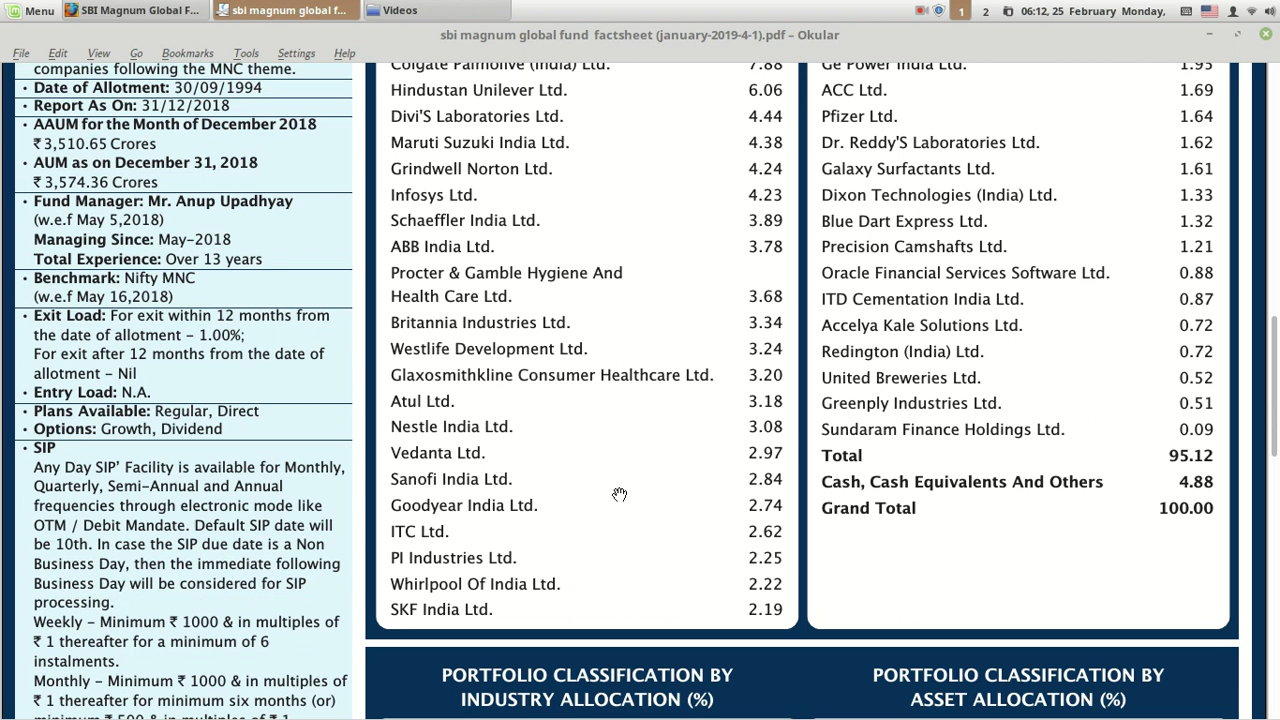 Menu
SBI Magnum Global F...
sbi magnum global f...
Videos
1
2
06:12, 25 February Monday,
sbi magnum global fund factsheet (january-2019-4-1).pdf – Okular
File Edit View Go Bookmarks Tools Settings Help
companies following the MNC theme.
• Date of Allotment: 30/09/1994
• Report As On: 31/12/2018
• AAUM for the Month of December 2018
₹ 3,510.65 Crores
• AUM as on December 31, 2018
₹ 3,574.36 Crores
• Fund Manager: Mr. Anup Upadhyay
(w.e.f May 5,2018)
Managing Since: May-2018
Total Experience: Over 13 years
• Benchmark: Nifty MNC
(w.e.f May 16,2018)
• Exit Load: For exit within 12 months from
the date of allotment – 1.00%;
For exit after 12 months from the date of
allotment – Nil
• Entry Load: N.A.
• Plans Available: Regular, Direct
• Options: Growth, Dividend
• SIP
Any Day SIP' Facility is available for Monthly,
Quarterly, Semi-Annual and Annual
frequencies through electronic mode like
OTM / Debit Mandate. Default SIP date will
be 10th. In case the SIP due date is a Non
Business Day, then the immediate following
Business Day will be considered for SIP
processing.
Weekly – Minimum ₹ 1000 & in multiples of
₹ 1 thereafter for a minimum of 6
instalments.
Monthly – Minimum ₹ 1000 & in multiples of
₹ 1 thereafter for minimum six months (or)
minimum ₹ 500 & in multiples of ₹ 1
Colgate Palmolive (India) Ltd. 7.88
Hindustan Unilever Ltd. 6.06
Divi'S Laboratories Ltd. 4.44
Maruti Suzuki India Ltd. 4.38
Grindwell Norton Ltd. 4.24
Infosys Ltd. 4.23
Schaeffler India Ltd. 3.89
ABB India Ltd. 3.78
Procter & Gamble Hygiene And
Health Care Ltd. 3.68
Britannia Industries Ltd. 3.34
Westlife Development Ltd. 3.24
Glaxosmithkline Consumer Healthcare Ltd. 3.20
Atul Ltd. 3.18
Nestle India Ltd. 3.08
Vedanta Ltd. 2.97
Sanofi India Ltd. 2.84
Goodyear India Ltd. 2.74
ITC Ltd. 2.62
PI Industries Ltd. 2.25
Whirlpool Of India Ltd. 2.22
SKF India Ltd. 2.19
Ge Power India Ltd. 1.95
ACC Ltd. 1.69
Pfizer Ltd. 1.64
Dr. Reddy'S Laboratories Ltd. 1.62
Galaxy Surfactants Ltd. 1.61
Dixon Technologies (India) Ltd. 1.33
Blue Dart Express Ltd. 1.32
Precision Camshafts Ltd. 1.21
Oracle Financial Services Software Ltd. 0.88
ITD Cementation India Ltd. 0.87
Accelya Kale Solutions Ltd. 0.72
Redington (India) Ltd. 0.72
United Breweries Ltd. 0.52
Greenply Industries Ltd. 0.51
Sundaram Finance Holdings Ltd. 0.09
Total 95.12
Cash, Cash Equivalents And Others 4.88
Grand Total 100.00
PORTFOLIO CLASSIFICATION BY
INDUSTRY ALLOCATION (%)
PORTFOLIO CLASSIFICATION BY
ASSET ALLOCATION (%)